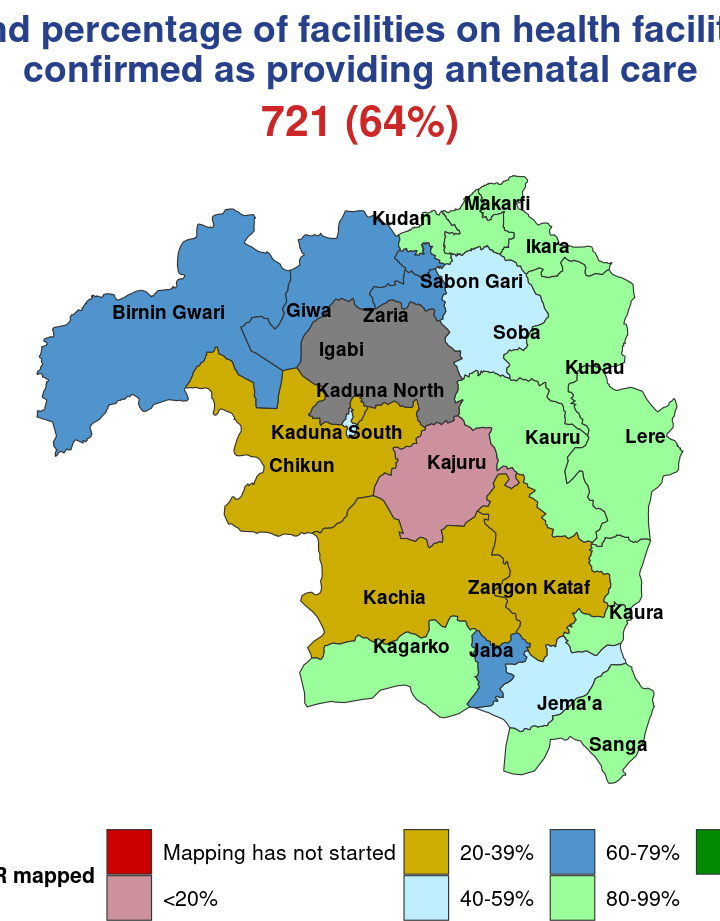 percentage of facilities on health
confirmed as providing antenatal care
721 (64%)
Makarfi
Kudan
Ikara
Sabon Gari
Birnin Gwari
Giwa
Zaria
Soba
Igabi
Kubau
Kaduna North
Kaduna South
Kauru
Lere
Chikun
Kajuru
Zangon Kataf
Kachia
Kaura
Kagarko
Jaba
Jema'a
Sanga
mapped
Mapping has not started
20-39%
60-79%
<20%
40-59%
80-99%